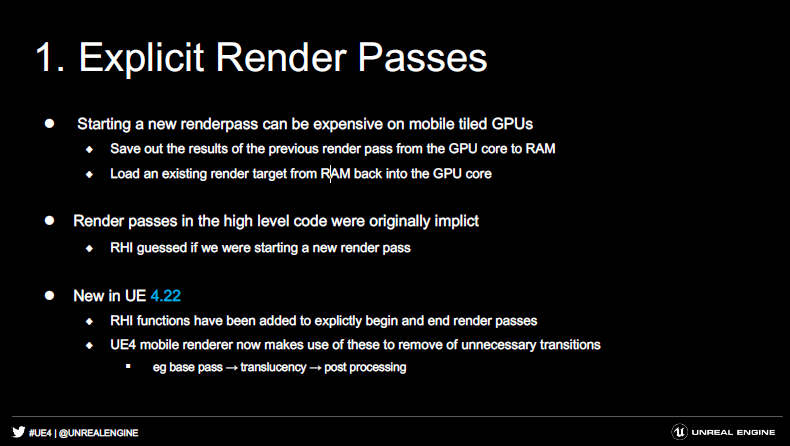 1. Explicit Render Passes
● Starting a new renderpass can be expensive on mobile tiled GPUs
◆ Save out the results of the previous render pass from the GPU core to RAM
◆ Load an existing render target from RAM back into the GPU core
● Render passes in the high level code were originally implict
◆ RHI guessed if we were starting a new render pass
● New in UE 4.22
◆ RHI functions have been added to explictly begin and end render passes
◆ UE4 mobile renderer now makes use of these to remove of unnecessary transitions
▪ eg base pass → translucency → post processing
#UE4 | @UNREALENGINE
UNREAL ENGINE